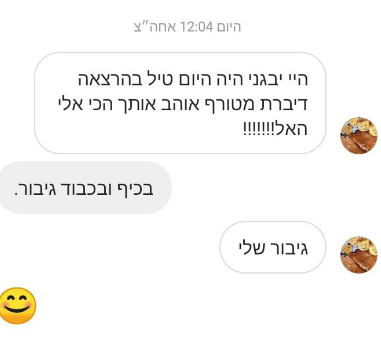 היום 12:04 אחה״צ
היי יבגני היה היום טיל בהרצאה
דיברת מטורף אוהב אותך הכי אלי
האל!!!!!!!
בכיף ובכבוד גיבור.
גיבור שלי